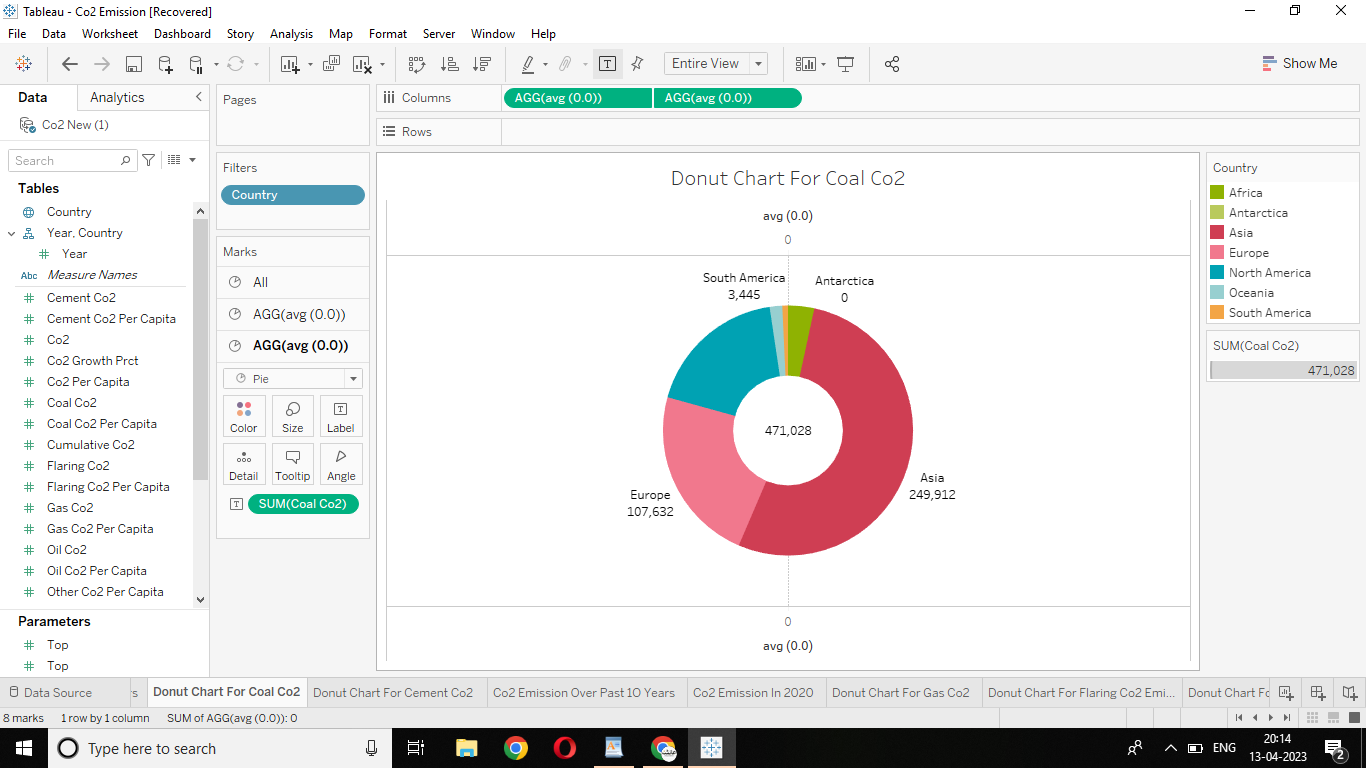 Tableau - Co2 Emission [Recovered]
File Data Worksheet Dashboard Story Analysis Map Format Server Window Help
Entire View
Show Me
Data Analytics
Co2 New (1)
Search
Tables
Country
Year, Country
Year
Abc Measure Names
Cement Co2
Cement Co2 Per Capita
Co2
Co2 Growth Prct
Co2 Per Capita
Coal Co2
Coal Co2 Per Capita
Cumulative Co2
Flaring Co2
Flaring Co2 Per Capita
Gas Co2
Gas Co2 Per Capita
Oil Co2
Oil Co2 Per Capita
Other Co2 Per Capita
Parameters
Top
Top
Pages
Filters
Country
Marks
All
AGG(avg (0.0))
AGG(avg (0.0))
Pie
Color Size Label
Detail Tooltip Angle
SUM(Coal Co2)
Columns AGG(avg (0.0)) AGG(avg (0.0))
Rows
Donut Chart For Coal Co2
avg (0.0)
0
South America
3,445
Antarctica
0
471,028
Asia
249,912
Europe
107,632
0
avg (0.0)
Country
Africa
Antarctica
Asia
Europe
North America
Oceania
South America
SUM(Coal Co2)
471,028
Data Source Donut Chart For Coal Co2 Donut Chart For Cement Co2 Co2 Emission Over Past 10 Years Co2 Emission In 2020 Donut Chart For Gas Co2 Donut Chart For Flaring Co2 Emi... Donut Chart Fo
8 marks 1 row by 1 column SUM of AGG(avg (0.0)): 0
Type here to search
ENG
20:14
13-04-2023
2